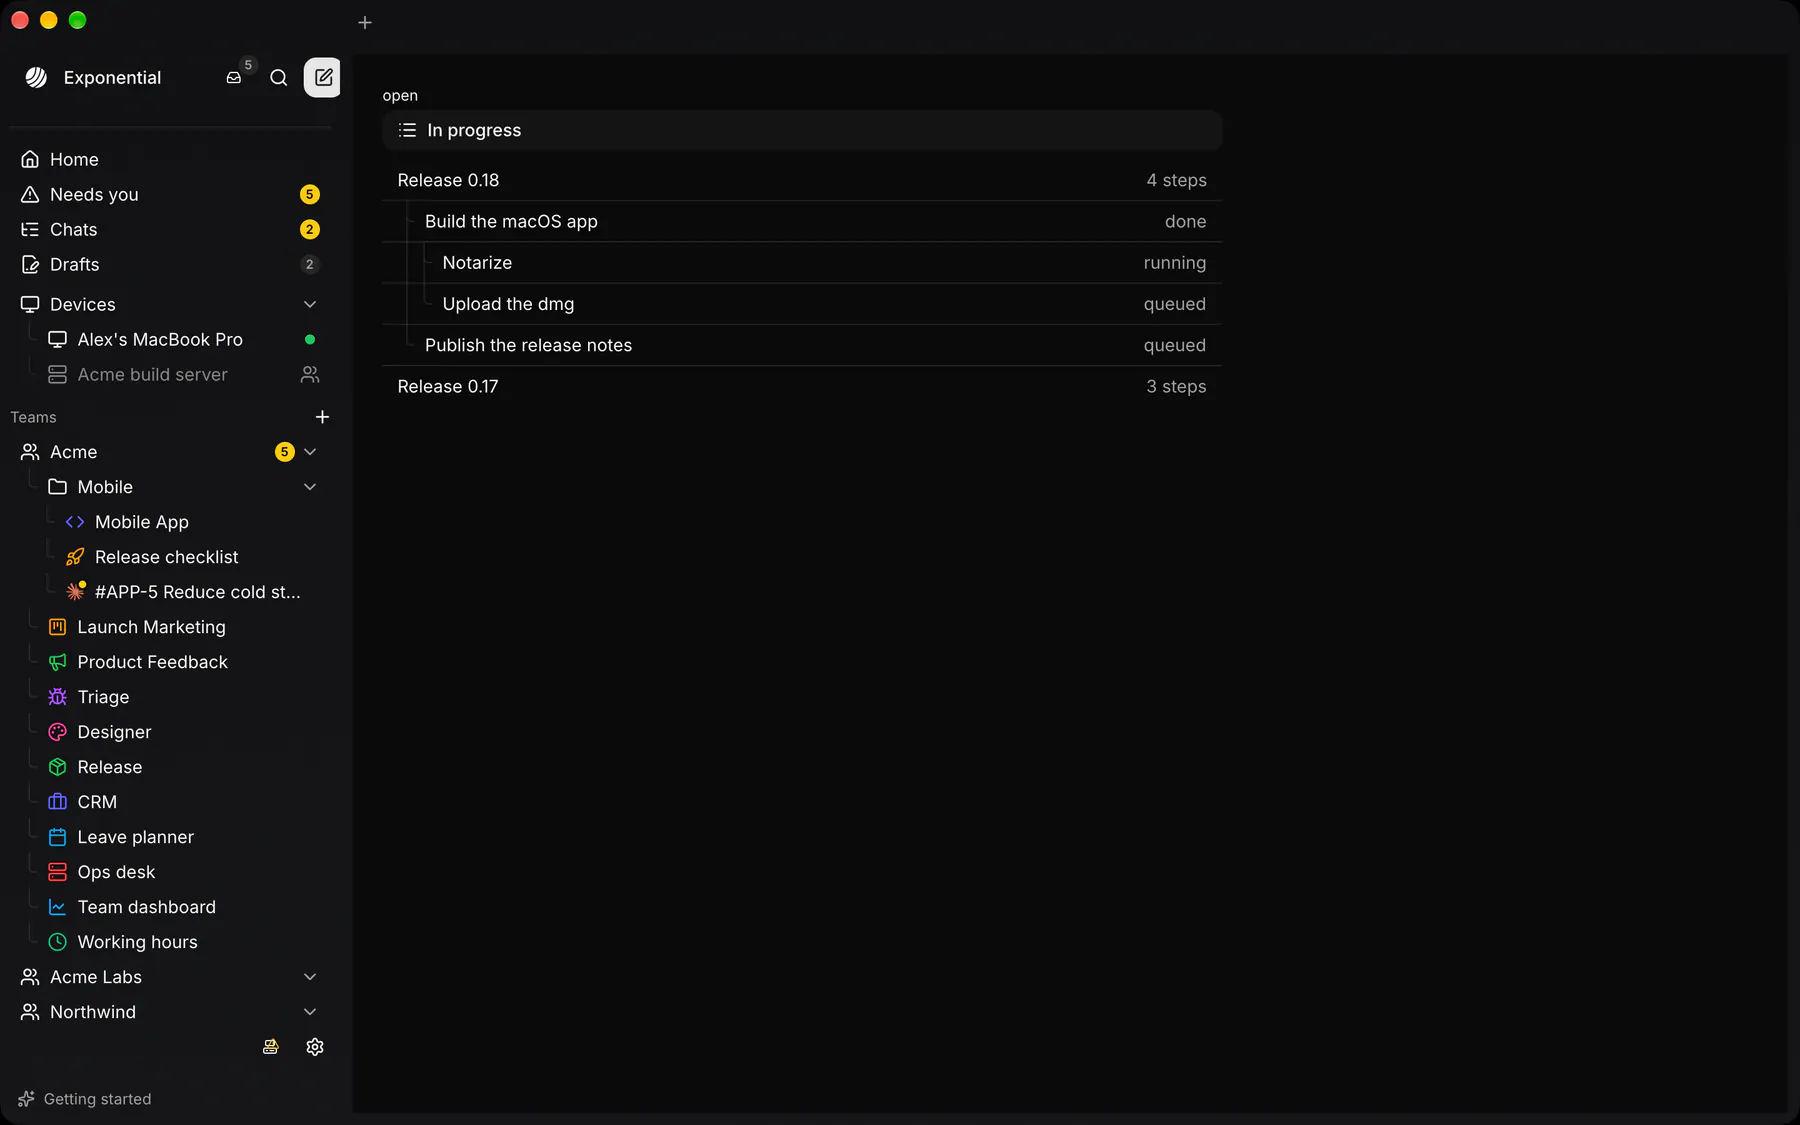 Exponential
5
Home
Needs you 5
Chats 2
Drafts 2
Devices
Alex's MacBook Pro
Acme build server
Teams
Acme 5
Mobile
Mobile App
Release checklist
#APP-5 Reduce cold st...
Launch Marketing
Product Feedback
Triage
Designer
Release
CRM
Leave planner
Ops desk
Team dashboard
Working hours
Acme Labs
Northwind
Getting started
open
In progress
Release 0.18 4 steps
Build the macOS app done
Notarize running
Upload the dmg queued
Publish the release notes queued
Release 0.17 3 steps